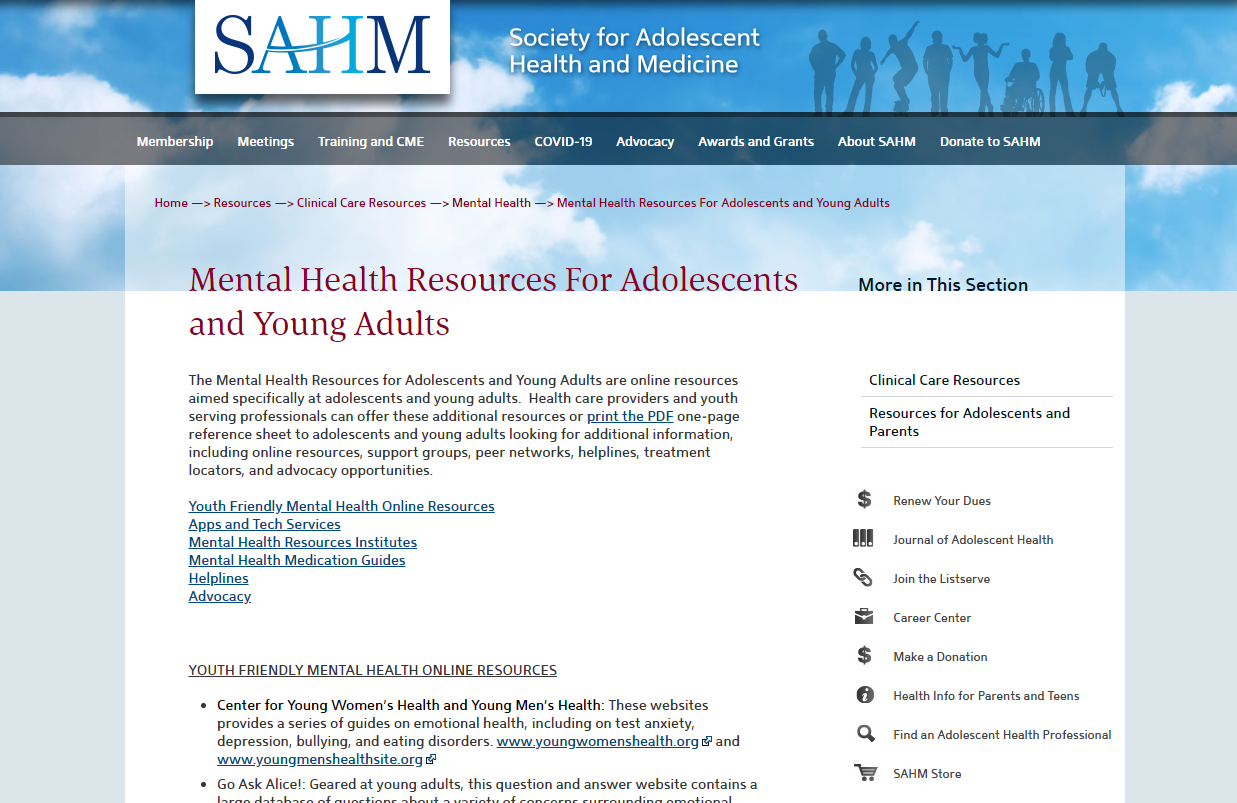 SAHM
Society for Adolescent
Health and Medicine
Membership Meetings Training and CME Resources COVID-19 Advocacy Awards and Grants About SAHM Donate to SAHM
Home —> Resources —> Clinical Care Resources —> Mental Health —> Mental Health Resources For Adolescents and Young Adults
Mental Health Resources For Adolescents
and Young Adults
The Mental Health Resources for Adolescents and Young Adults are online resources
aimed specifically at adolescents and young adults. Health care providers and youth
serving professionals can offer these additional resources or print the PDF one-page
reference sheet to adolescents and young adults looking for additional information,
including online resources, support groups, peer networks, helplines, treatment
locators, and advocacy opportunities.
Youth Friendly Mental Health Online Resources
Apps and Tech Services
Mental Health Resources Institutes
Mental Health Medication Guides
Helplines
Advocacy
YOUTH FRIENDLY MENTAL HEALTH ONLINE RESOURCES
• Center for Young Women's Health and Young Men's Health: These websites
provides a series of guides on emotional health, including on test anxiety,
depression, bullying, and eating disorders. www.youngwomenshealth.org and
www.youngmenshealthsite.org
• Go Ask Alice!: Geared at young adults, this question and answer website contains a
large database of questions about a variety of concerns surrounding emotional
More in This Section
Clinical Care Resources
Resources for Adolescents and
Parents
Renew Your Dues
Journal of Adolescent Health
Join the Listserve
Career Center
Make a Donation
Health Info for Parents and Teens
Find an Adolescent Health Professional
SAHM Store